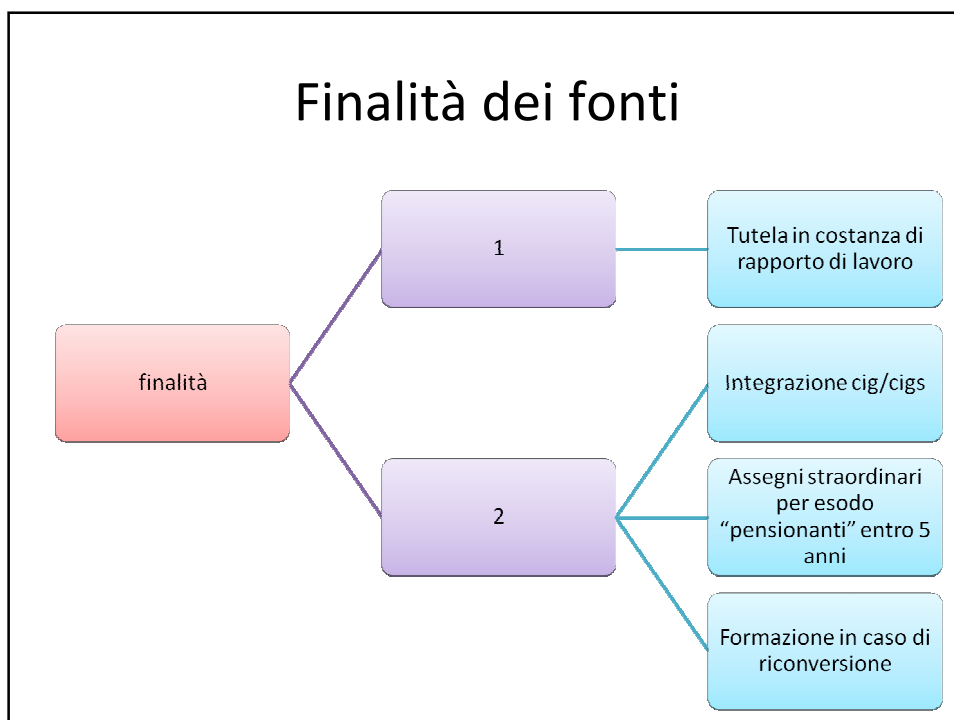 Finalità dei fonti
finalità
1
Tutela in costanza di
rapporto di lavoro
2
Integrazione cig/cigs
Assegni straordinari
per esodo
“pensionanti” entro 5
anni
Formazione in caso di
riconversione